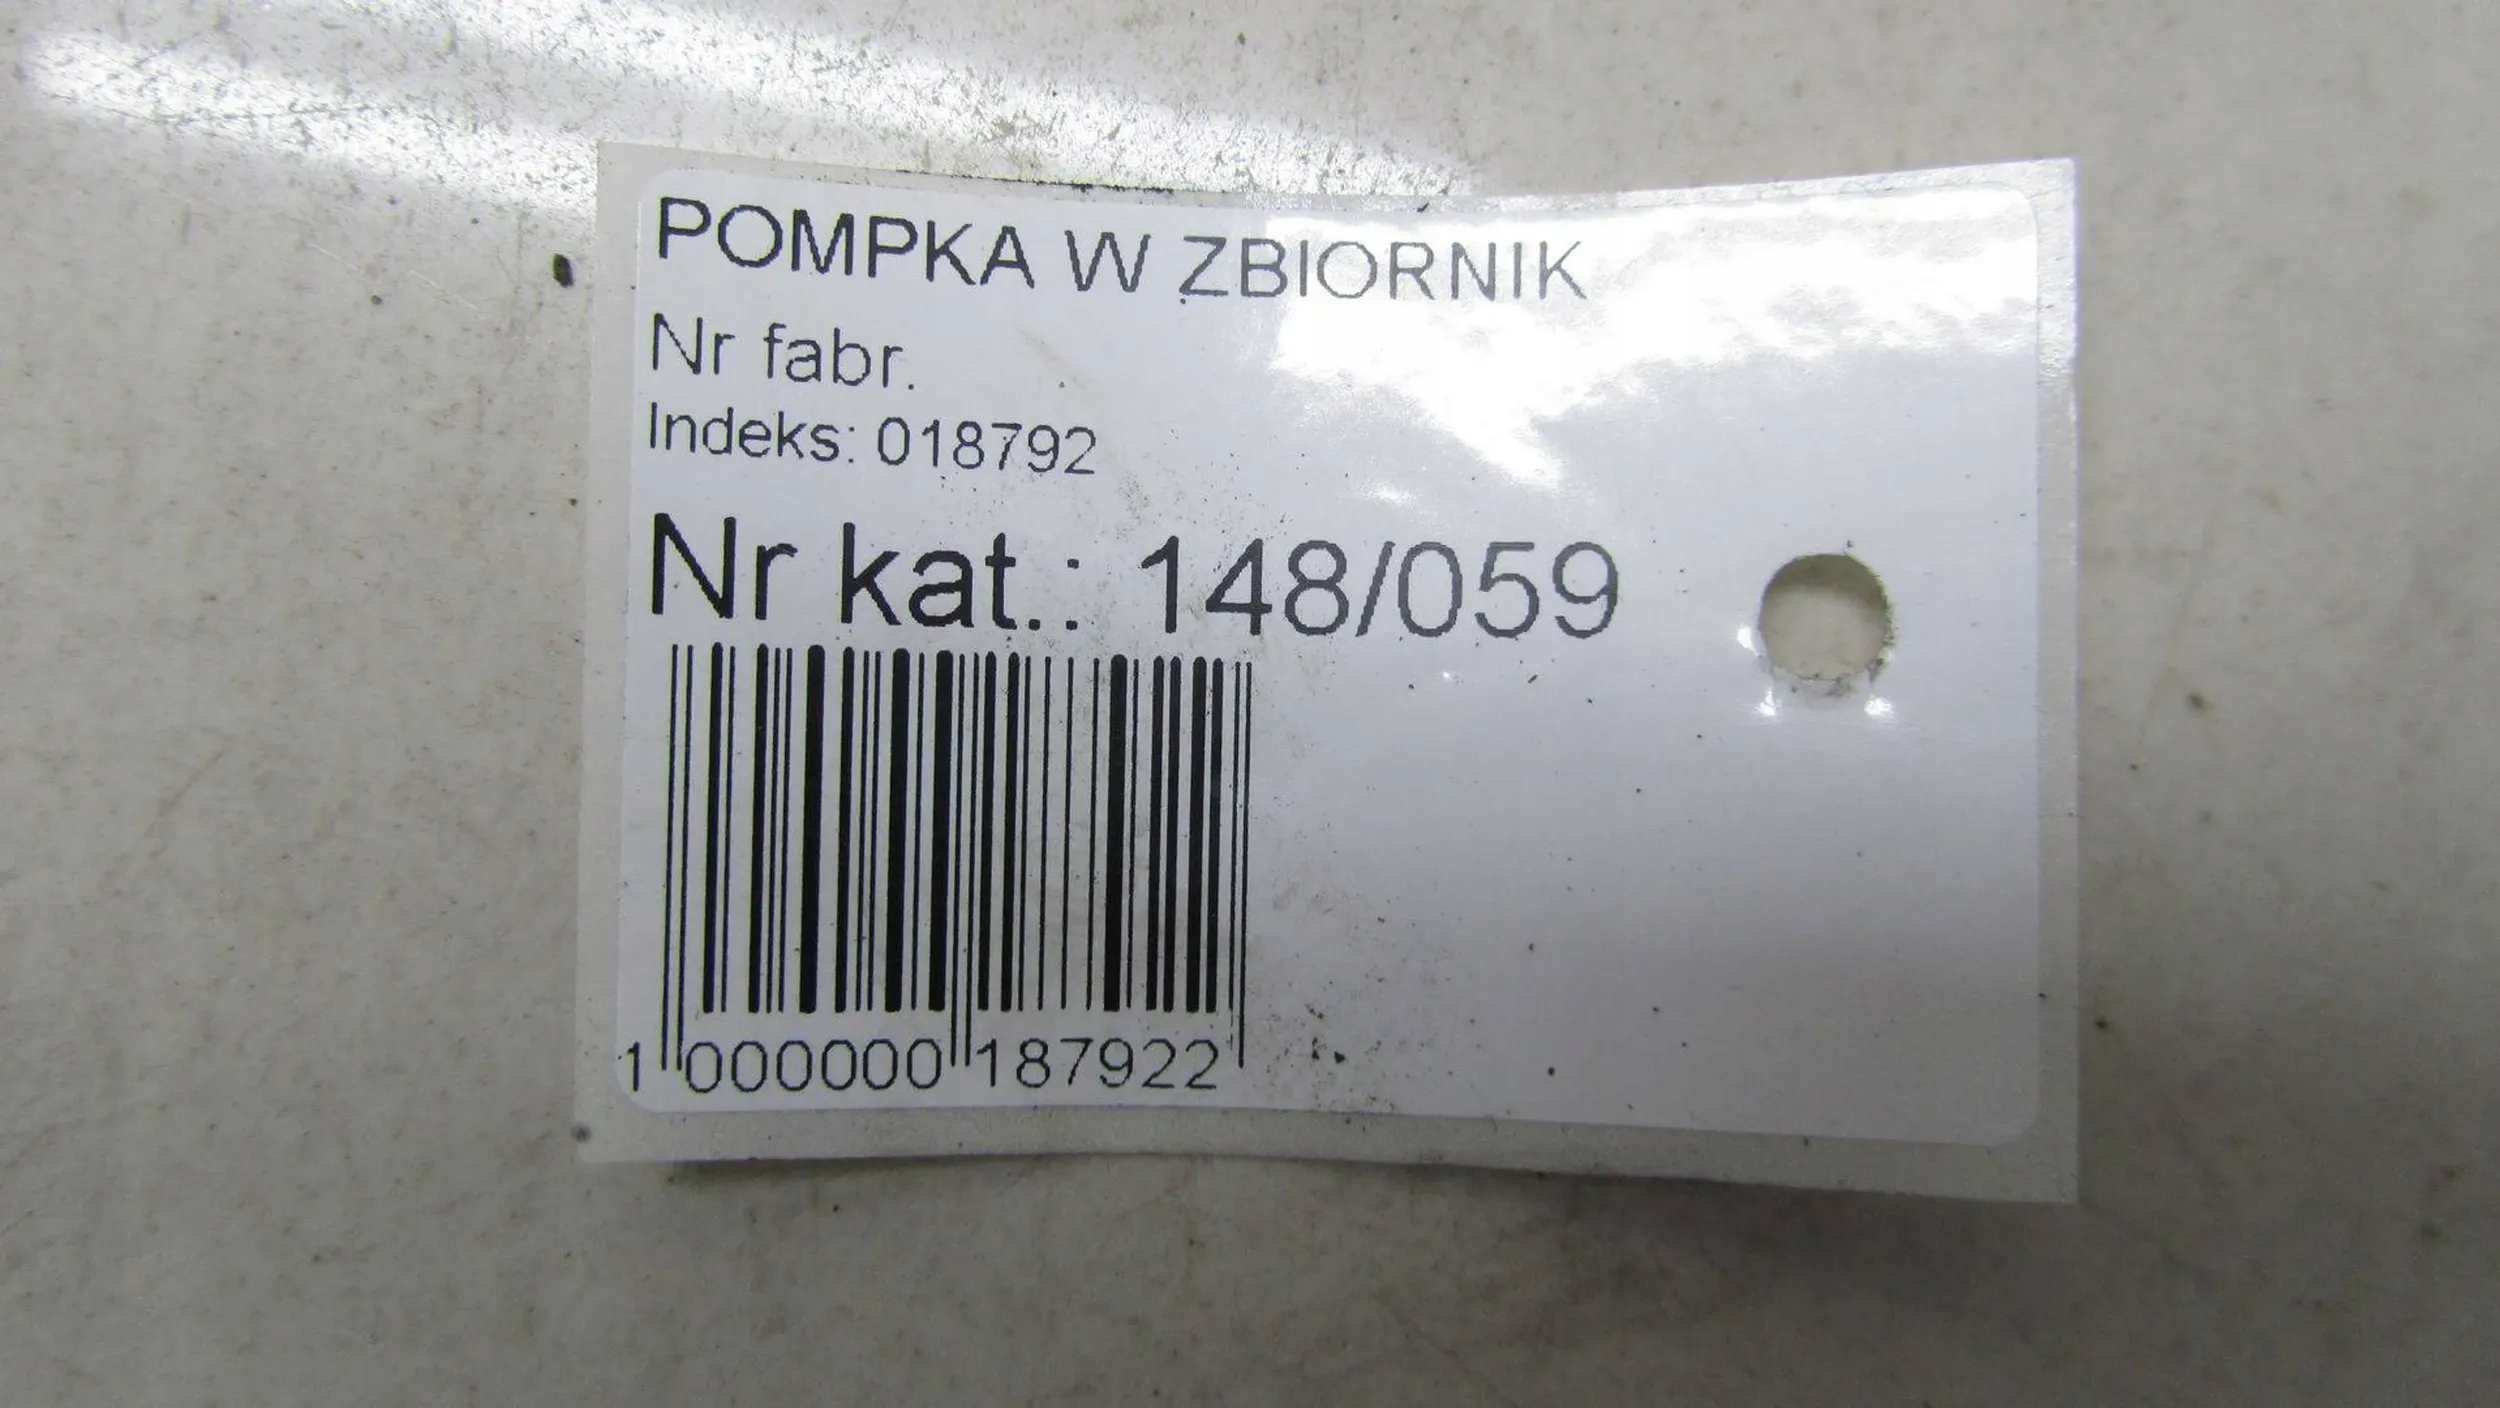 POMPKA W ZBIORNIK
Nr fabr.
Indeks: 018792
Nr kat.: 148/059
1 000000 187922